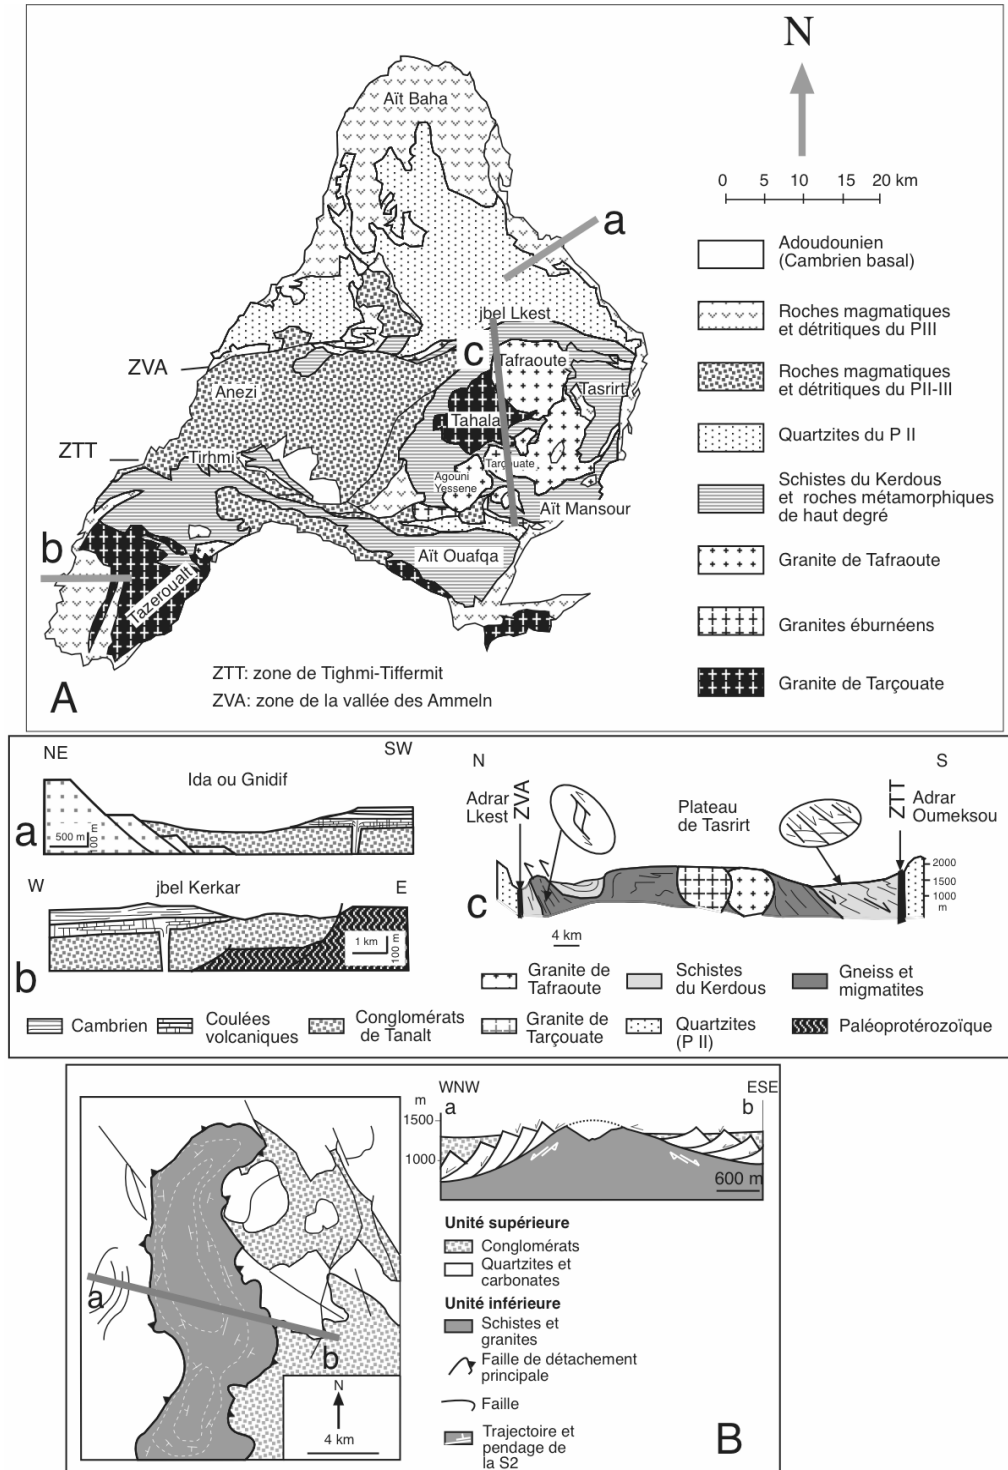 N
0 5 10 15 20 km
Aït Baha
a
jbel Lkest
c
Tafraoute
ZVA
Anezi
Tasrirt
Tahala
ZTT
Tirhmi
Tarçouate
Agouni
Yessene
Aït Mansour
b
Aït Ouafqa
Tazeroualt
ZTT: zone de Tighmi-Tiffermit
ZVA: zone de la vallée des Ammeln
A
Adoudounien
(Cambrien basal)
Roches magmatiques
et détritiques du PIII
Roches magmatiques
et détritiques du PII-III
Quartzites du P II
Schistes du Kerdous
et roches métamorphiques
de haut degré
Granite de Tafraoute
Granites éburnéens
Granite de Tarçouate
NE
SW
Ida ou Gnidif
a
500 m
100 m
W
jbel Kerkar
E
b
1 km
100 m
N
S
Adrar
Lkest
ZVA
Plateau
de Tasrirt
ZTT
Adrar
Oumeksou
2000
1500
1000
m
c
4 km
Granite de
Tafraoute
Schistes
du Kerdous
Gneiss et
migmatites
Cambrien
Coulées
volcaniques
Conglomérats
de Tanalt
Granite de
Tarçouate
Quartzites
(P II)
Paléoprotérozoïque
a
b
N
4 km
WNW
ESE
m
a
b
1500
1000
600 m
Unité supérieure
Conglomérats
Quartzites et
carbonates
Unité inférieure
Schistes et
granites
Faille de détachement
principale
Faille
Trajectoire et
pendage de
la S2
B